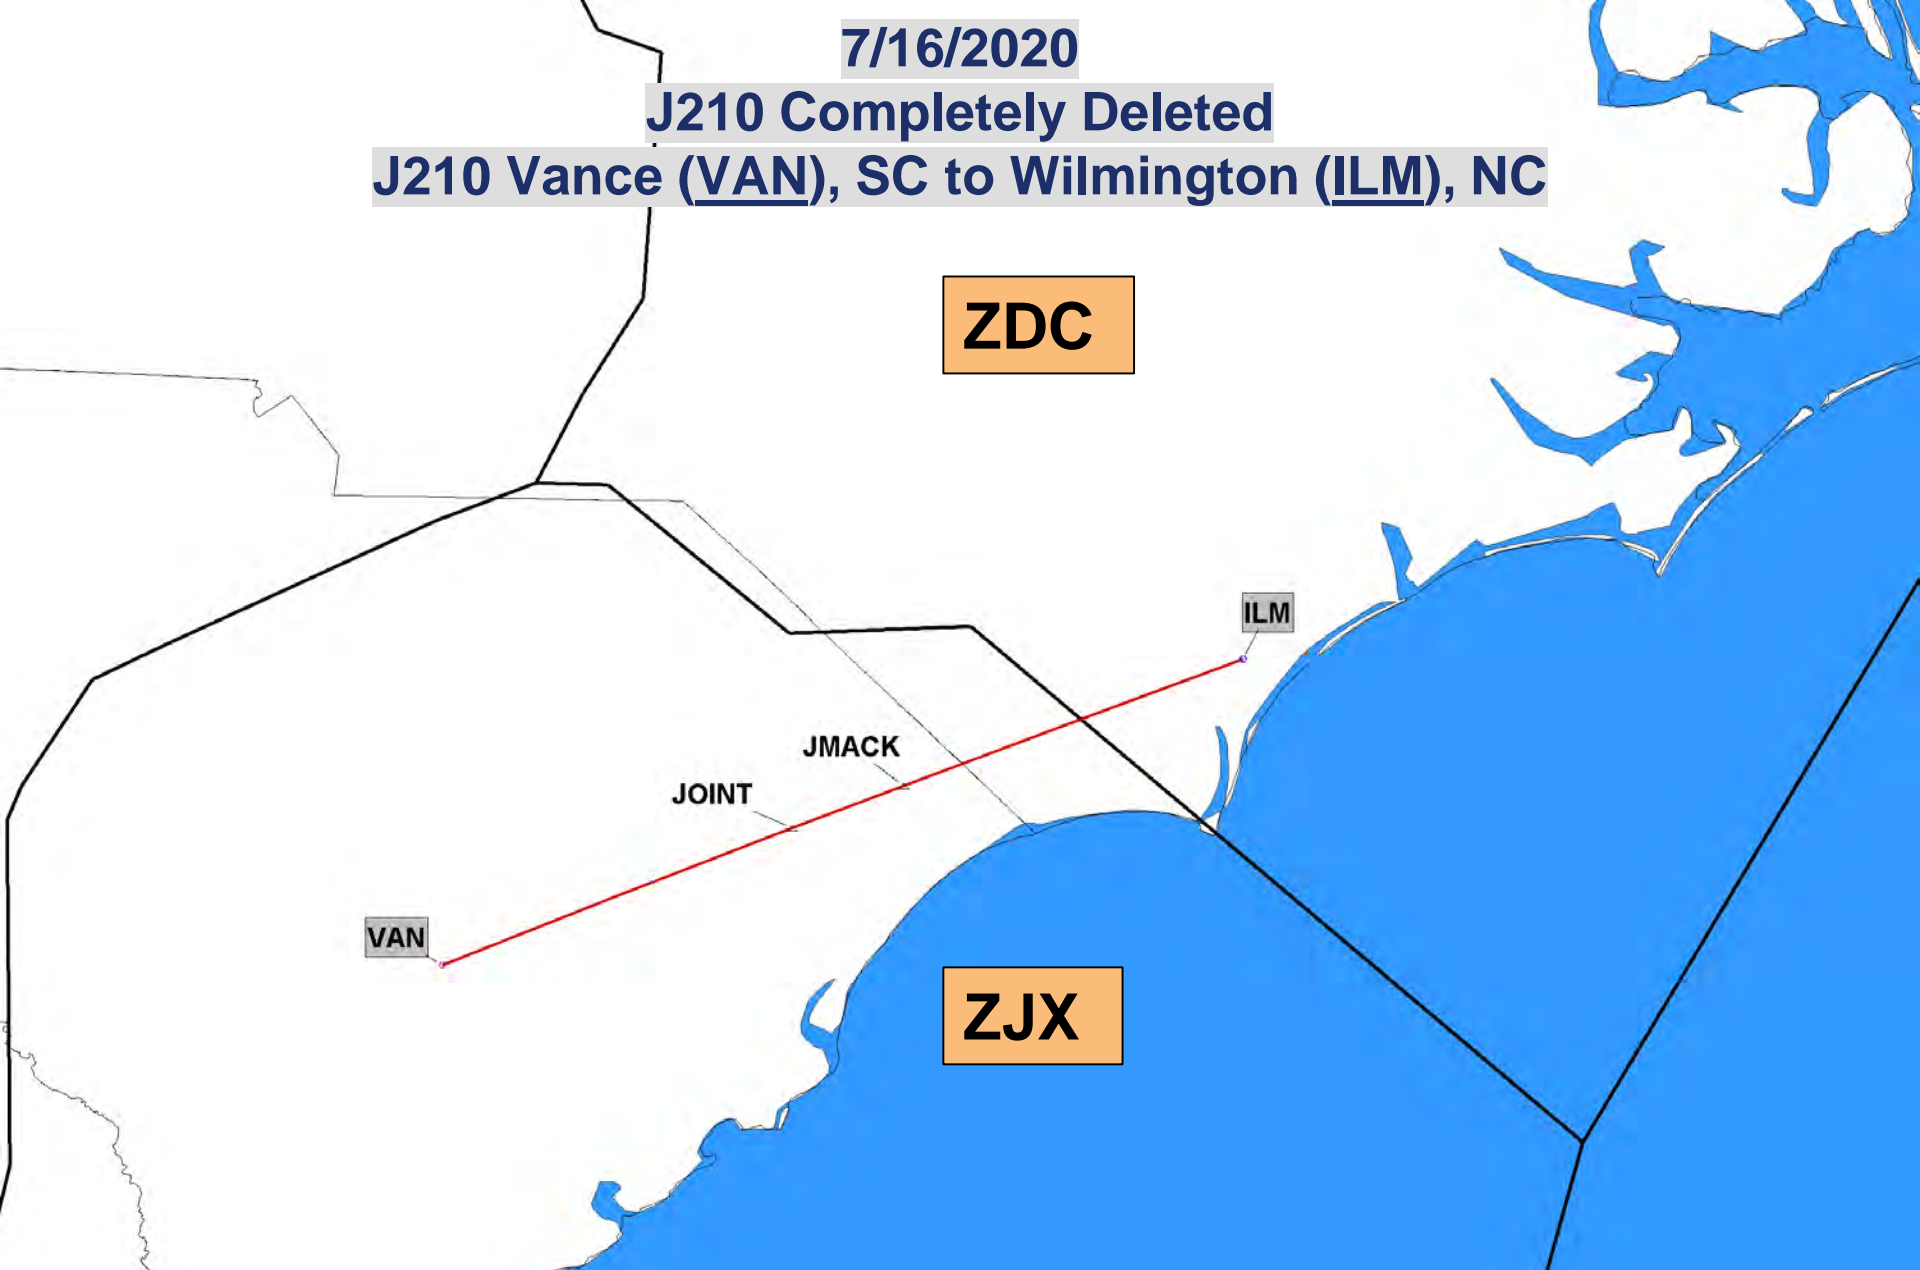 7/16/2020
J210 Completely Deleted
J210 Vance (VAN), SC to Wilmington (ILM), NC
ZDC
ILM
JMACK
JOINT
VAN
ZJX